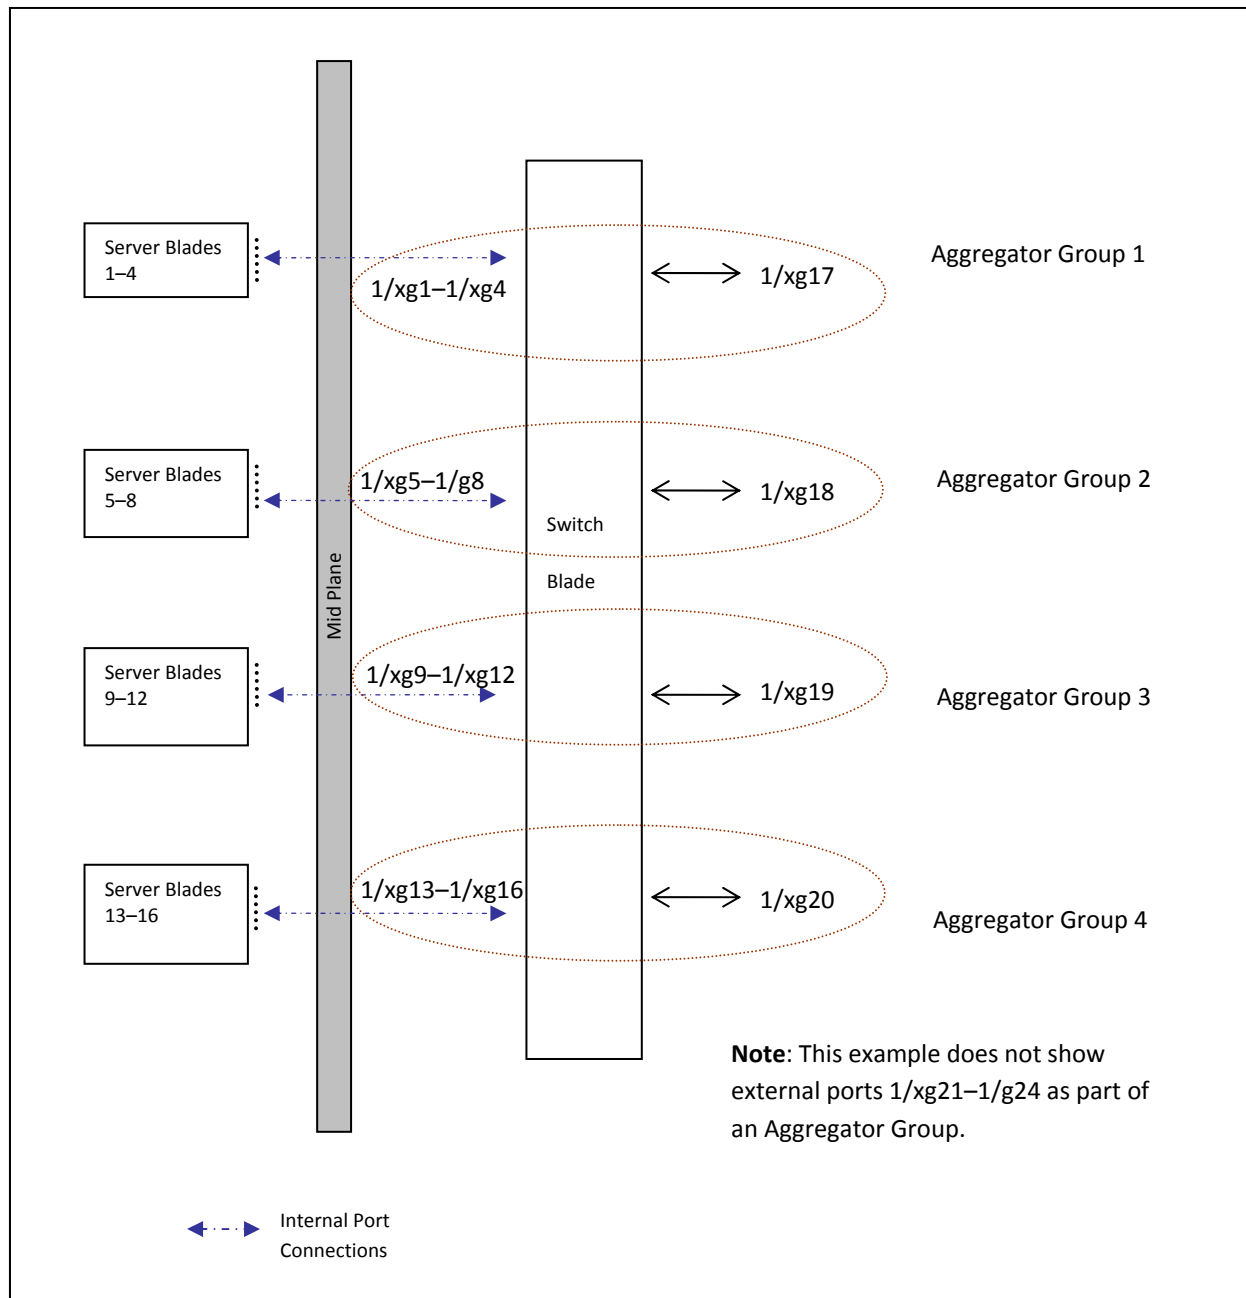 Server Blades
1–4
1/xg1–1/xg4
1/xg17
Aggregator Group 1
Server Blades
5–8
1/xg5–1/g8
1/xg18
Aggregator Group 2
Switch
Blade
Mid Plane
Server Blades
9–12
1/xg9–1/xg12
1/xg19
Aggregator Group 3
Server Blades
13–16
1/xg13–1/xg16
1/xg20
Aggregator Group 4
Note: This example does not show
external ports 1/xg21–1/g24 as part of
an Aggregator Group.
Internal Port
Connections